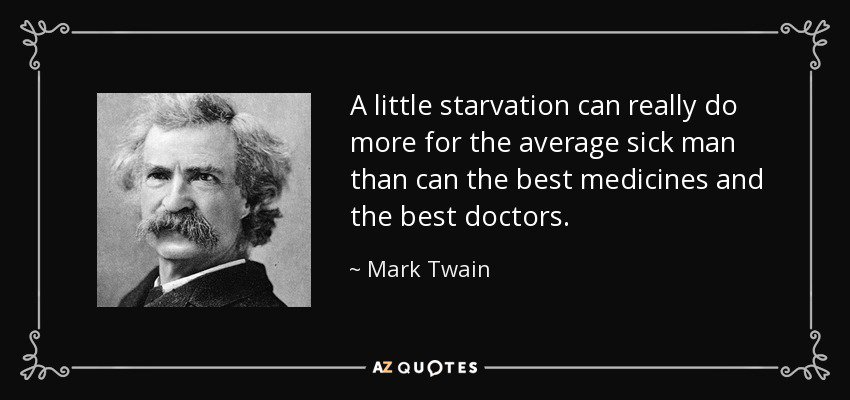 A little starvation can really do
more for the average sick man
than can the best medicines and
the best doctors.
~ Mark Twain
AZ QUOTES